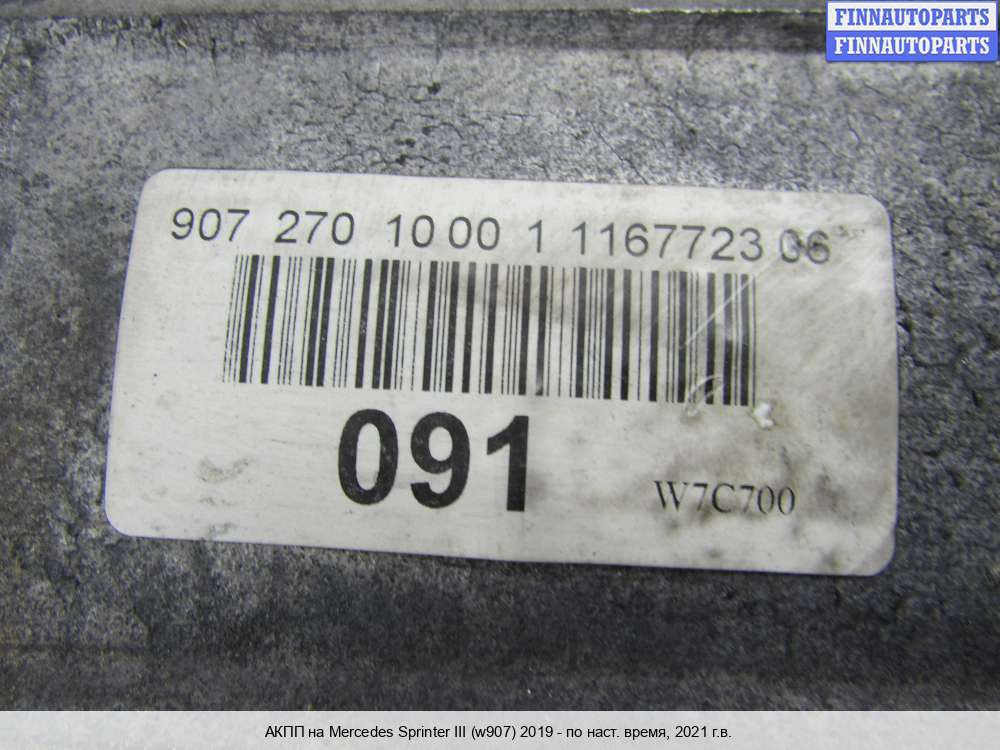 FINNAUTOPARTS
FINNAUTOPARTS
907 270 10 00 1 1167723 06
091
W7C700
АКПП на Mercedes Sprinter III (w907) 2019 - по наст. время, 2021 г.в.